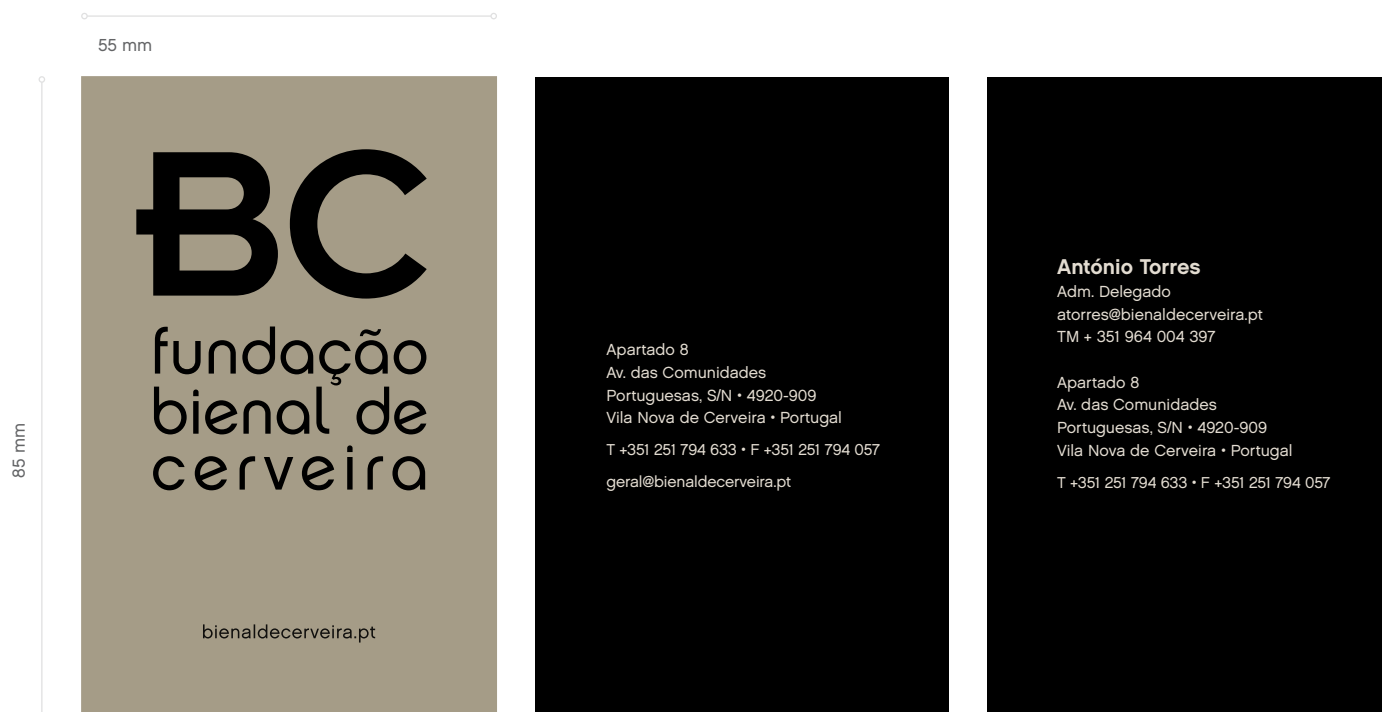 55 mm
85 mm
BC
fundação
bienal de
cerveira
bienaldecerveira.pt
Apartado 8
Av. das Comunidades
Portuguesas, S/N • 4920-909
Vila Nova de Cerveira • Portugal
T +351 251 794 633 • F +351 251 794 057
geral@bienaldecerveira.pt
António Torres
Adm. Delegado
atorres@bienaldecerveira.pt
TM + 351 964 004 397
Apartado 8
Av. das Comunidades
Portuguesas, S/N • 4920-909
Vila Nova de Cerveira • Portugal
T +351 251 794 633 • F +351 251 794 057